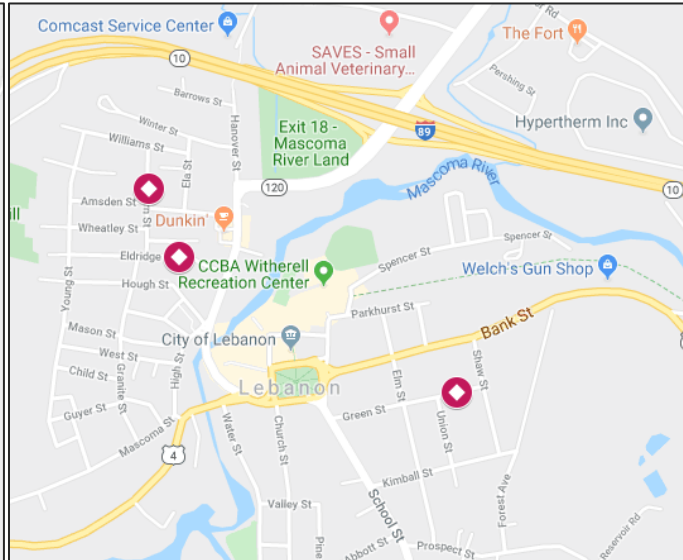 Comcast Service Center
SAVES - Small
Animal Veterinary...
The Fort
10
Pershing St
Barrows St
Hypertherm Inc
Winter St
Hanover St
Exit 18 -
Mascoma
River Land
89
Williams St
Ela St
Mascoma River
120
10
Amsden St
Dunkin'
Wheatley St
Eldridge
CCBA Witherell
Recreation Center
Spencer St
Spencer St
Welch's Gun Shop
Hough St
Young St
Parkhurst St
Bank St
Mason St
City of Lebanon
West St
Shaw St
Child St
Granite St
High St
Lebanon
Elm St
Guyer St
Green St
Union St
Mascoma St
Water St
Church St
4
Kimball St
School St
Forest Ave
Valley St
Pine
Abbott St
Prospect St
Reservoir Rd